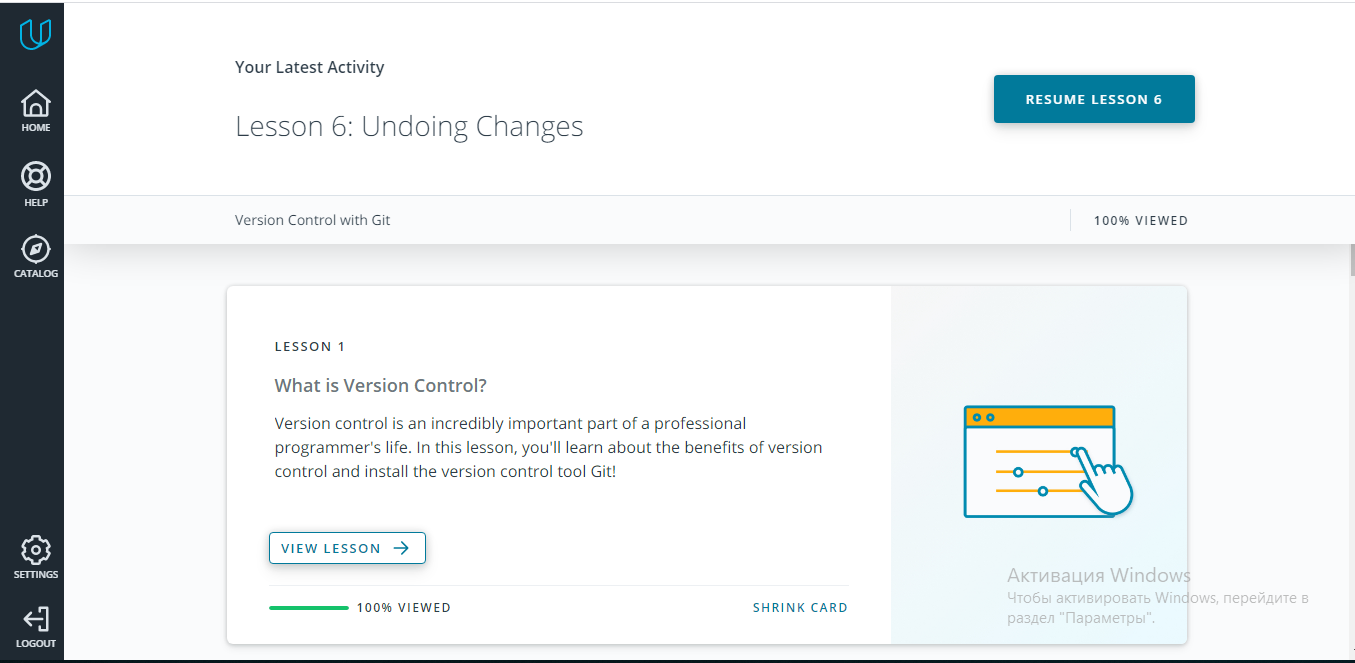 HOME
HELP
CATALOG
SETTINGS
LOGOUT
Your Latest Activity
Lesson 6: Undoing Changes
RESUME LESSON 6
Version Control with Git
100% VIEWED
LESSON 1
What is Version Control?
Version control is an incredibly important part of a professional
programmer's life. In this lesson, you'll learn about the benefits of version
control and install the version control tool Git!
VIEW LESSON
100% VIEWED
SHRINK CARD
Активация Windows
Чтобы активировать Windows, перейдите в
раздел "Параметры".